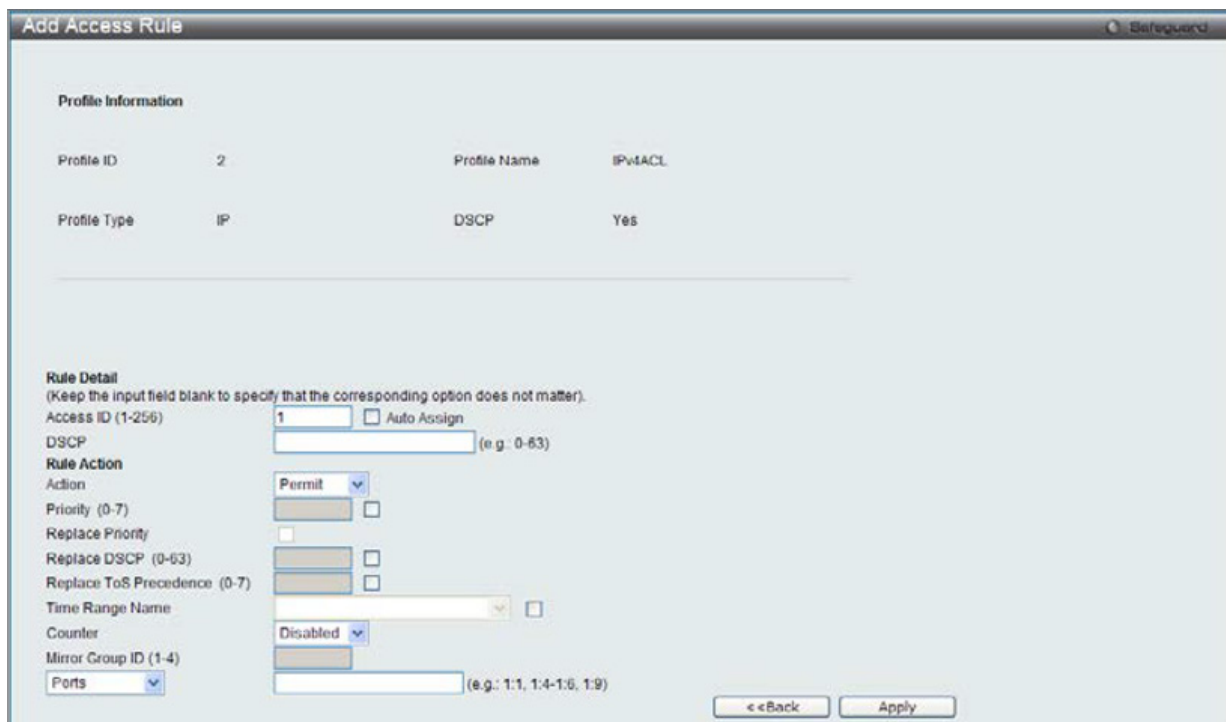 Add Access Rule Safeguard
Profile Information
Profile ID 2 Profile Name IPv4ACL
Profile Type IP DSCP Yes
Rule Detail
(Keep the input field blank to specify that the corresponding option does not matter).
Access ID (1-256) 1 Auto Assign
DSCP (e.g.: 0-63)
Rule Action
Action Permit
Priority (0-7)
Replace Priority
Replace DSCP (0-63)
Replace ToS Precedence (0-7)
Time Range Name
Counter Disabled
Mirror Group ID (1-4)
Ports (e.g.: 1:1, 1:4-1:6, 1:9)
<<Back Apply